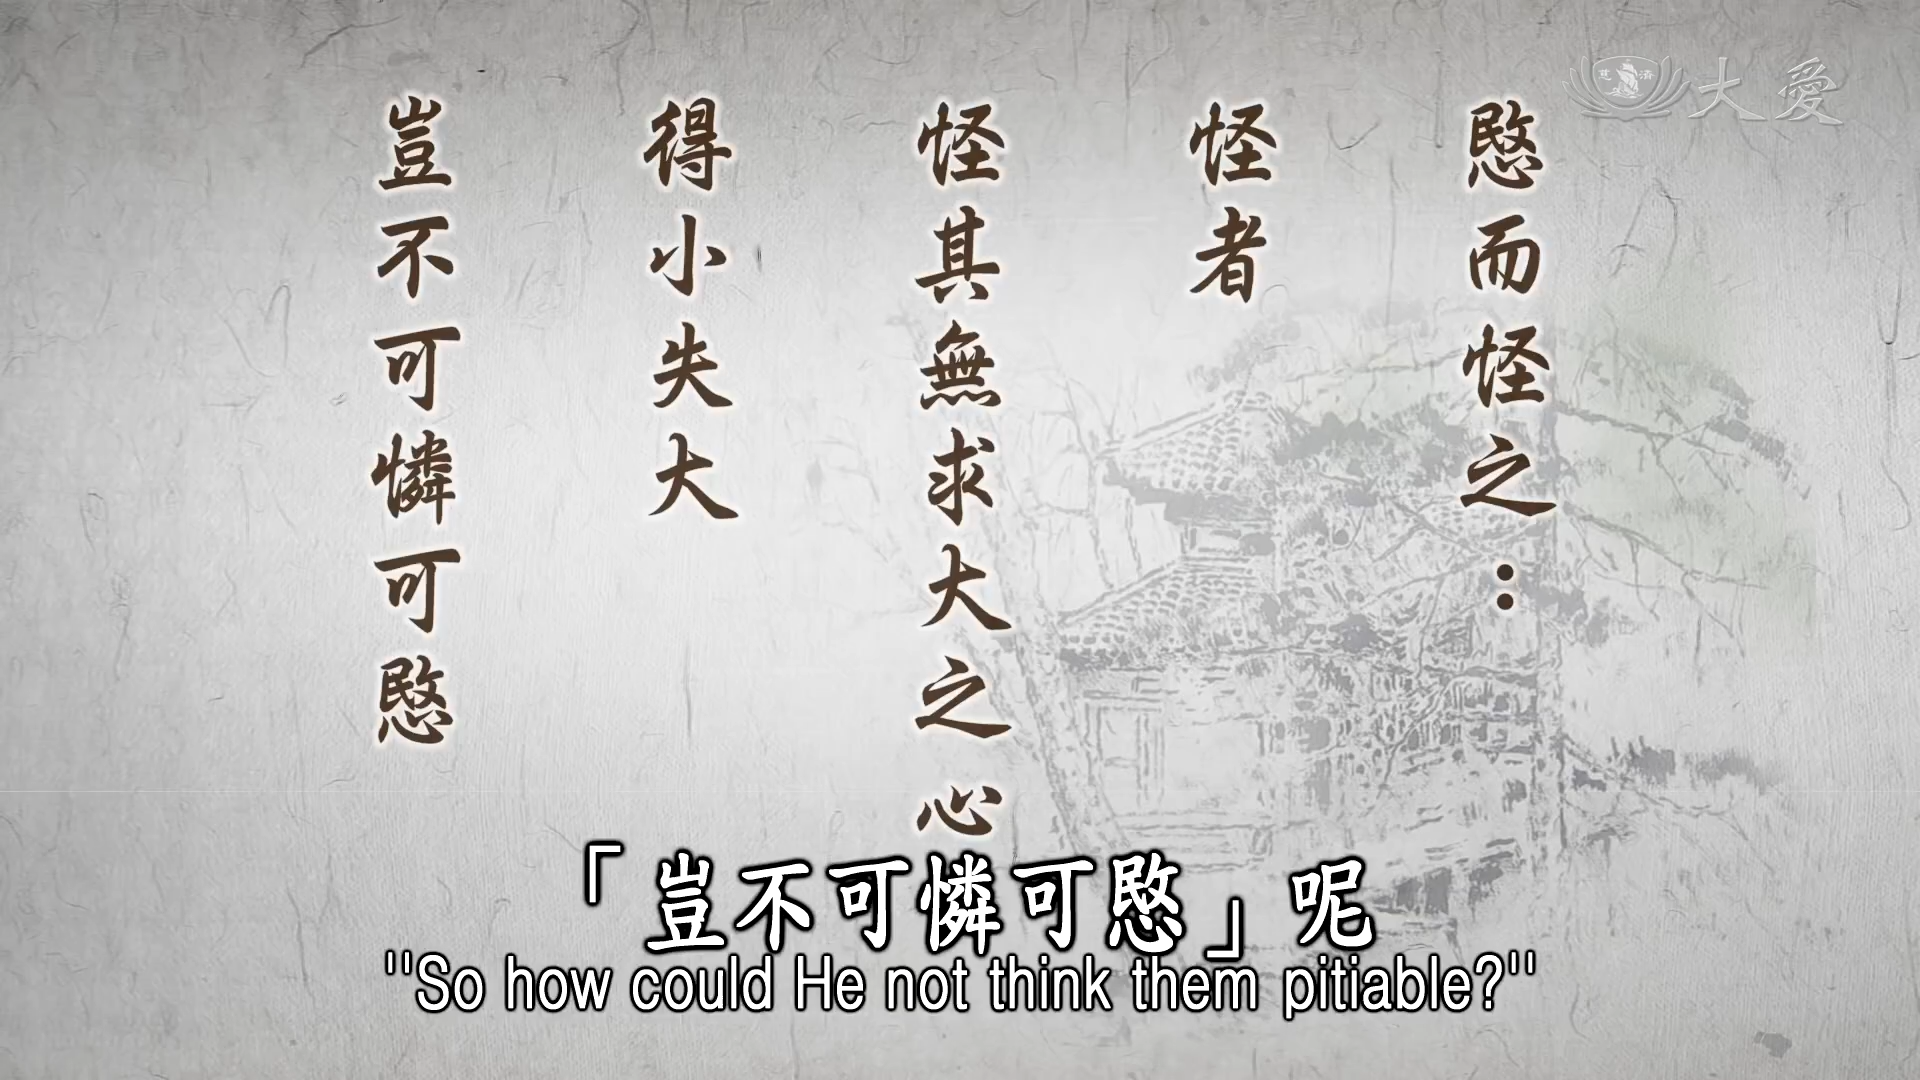 大愛
慈濟
愍而怪之：
怪者
怪其無求大之心
得小失大
豈不可憐可愍
「豈不可憐可愍」呢
"So how could He not think them pitiable?"